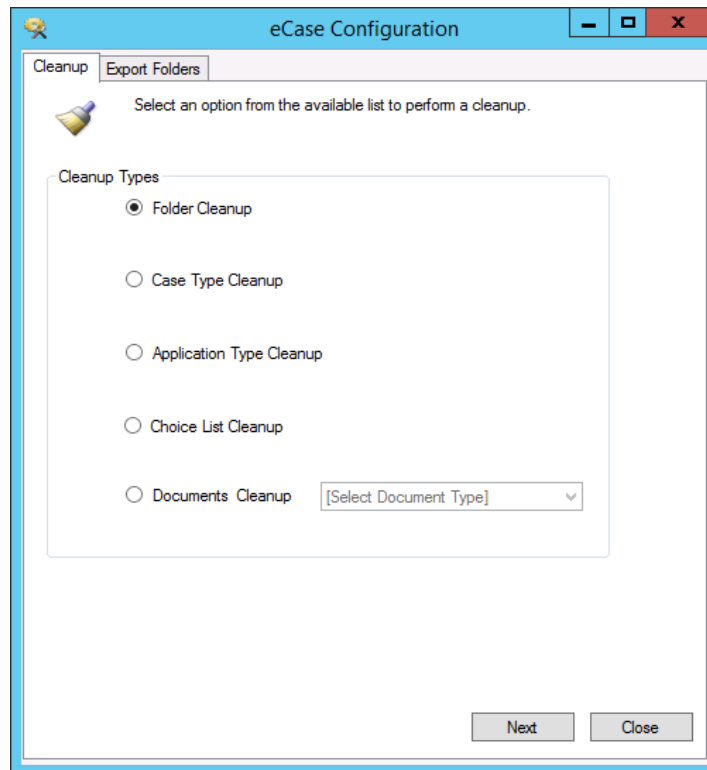 eCase Configuration
Cleanup
Export Folders
Select an option from the available list to perform a cleanup.
Cleanup Types
Folder Cleanup
Case Type Cleanup
Application Type Cleanup
Choice List Cleanup
Documents Cleanup
[Select Document Type]
Next
Close